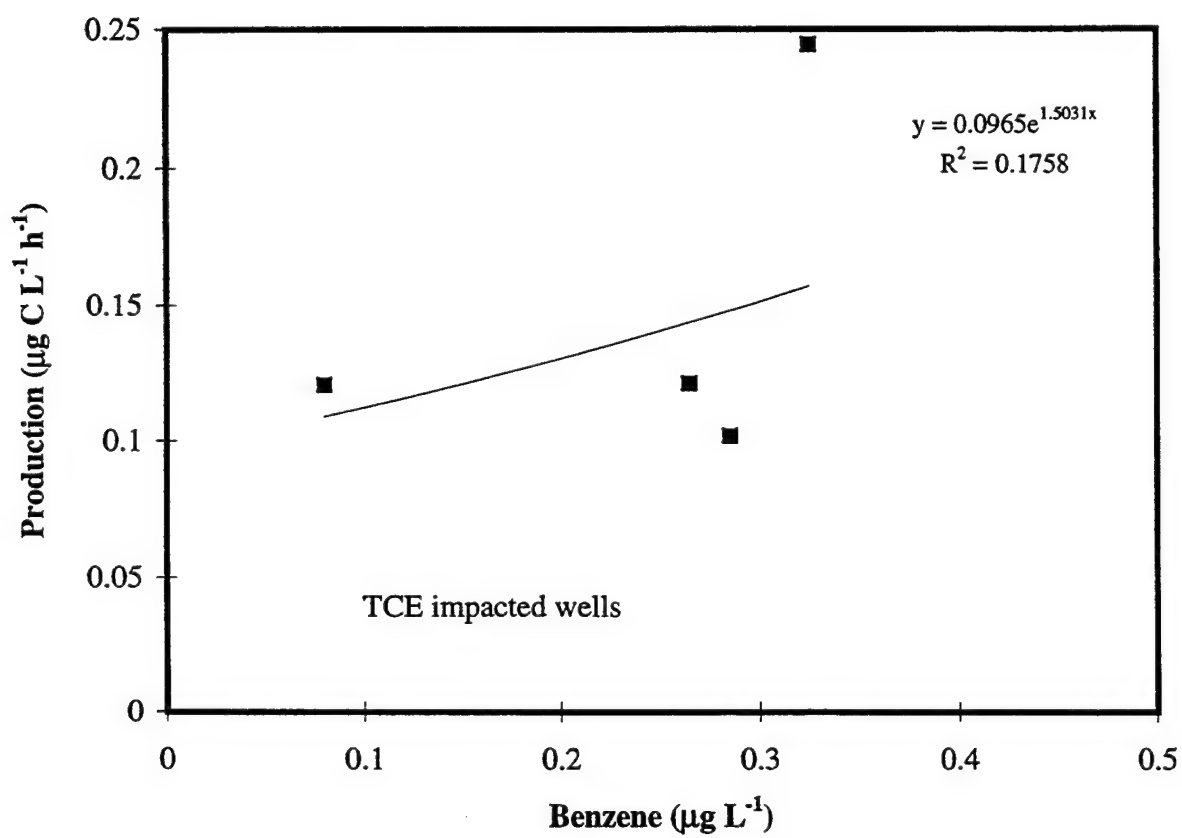 0.25
y = 0.0965e^1.5031x
R^2 = 0.1758
0.2
0.15
0.1
0.05
0
Production (µg C L^-1 h^-1)
TCE impacted wells
0 0.1 0.2 0.3 0.4 0.5
Benzene (µg L^-1)